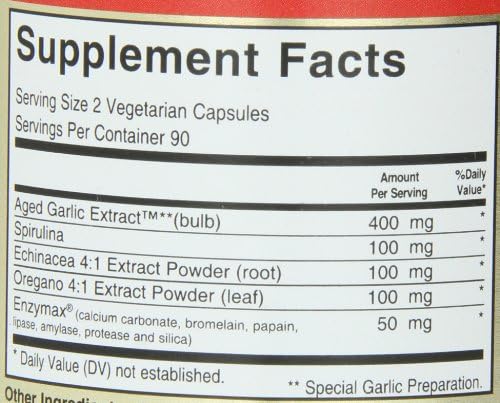 Supplement Facts
Serving Size 2 Vegetarian Capsules
Servings Per Container 90
Amount Per Serving %Daily Value*
Aged Garlic Extract™**(bulb) 400 mg *
Spirulina 100 mg *
Echinacea 4:1 Extract Powder (root) 100 mg *
Oregano 4:1 Extract Powder (leaf) 100 mg *
Enzymax® (calcium carbonate, bromelain, papain, 50 mg *
lipase, amylase, protease and silica)
* Daily Value (DV) not established.
** Special Garlic Preparation.
Other